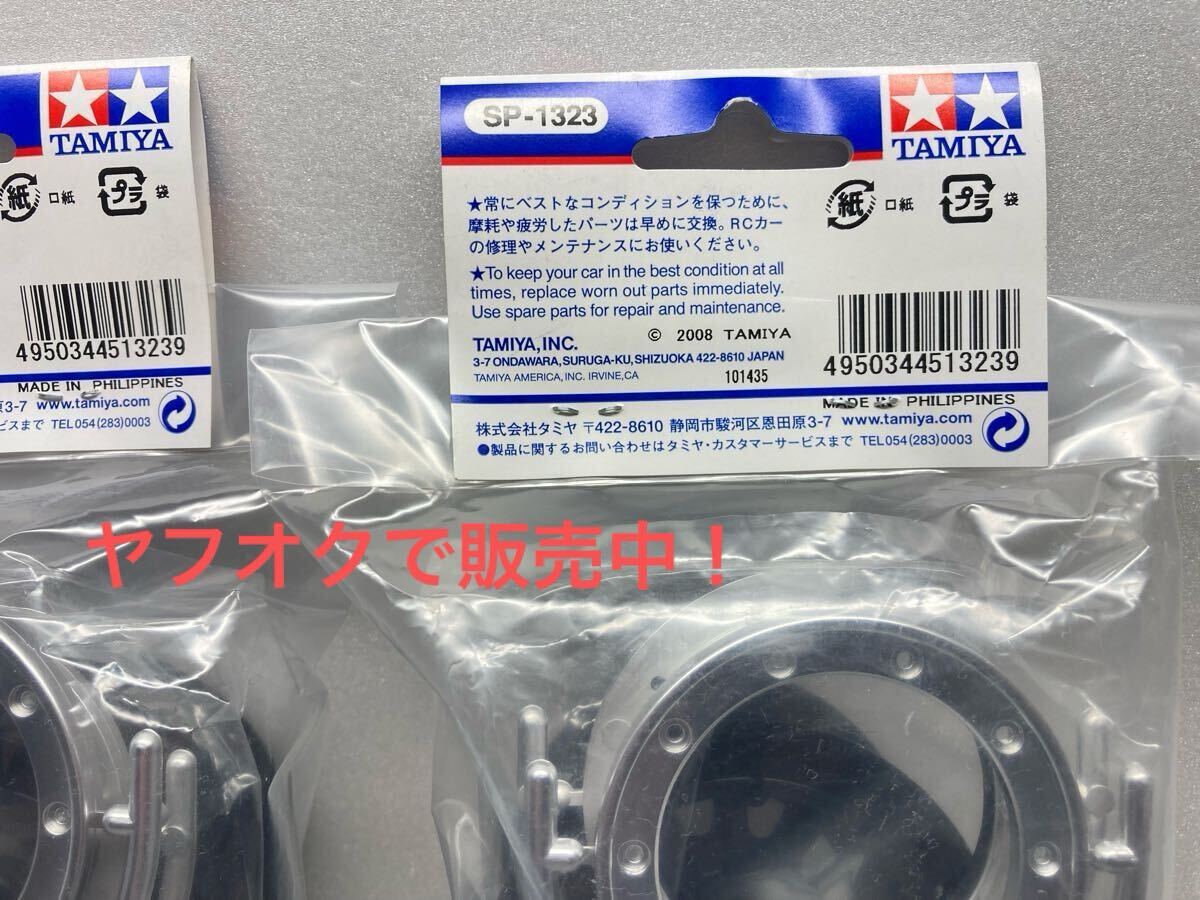 TAMIYA
紙 口紙 プラ 袋
4950344513239
MADE IN PHILIPPINES
原3-7 www.tamiya.com
ビスまで TEL054(283)0003
SP-1323
TAMIYA
★常にベストなコンディションを保つために、
摩耗や疲労したパーツは早めに交換。RCカー
の修理やメンテナンスにお使いください。
紙 口紙 プラ 袋
★To keep your car in the best condition at all
times, replace worn out parts immediately.
Use spare parts for repair and maintenance.
TAMIYA, INC. © 2008 TAMIYA
3-7 ONDAWARA, SURUGA-KU, SHIZUOKA 422-8610 JAPAN
TAMIYA AMERICA, INC. IRVINE, CA 101435
4950344513239
MADE IN PHILIPPINES
株式会社タミヤ 〒422-8610 静岡市駿河区恩田原3-7 www.tamiya.com
●製品に関するお問い合わせはタミヤ・カスタマーサービスまで TEL054(283)0003
ヤフオクで販売中！